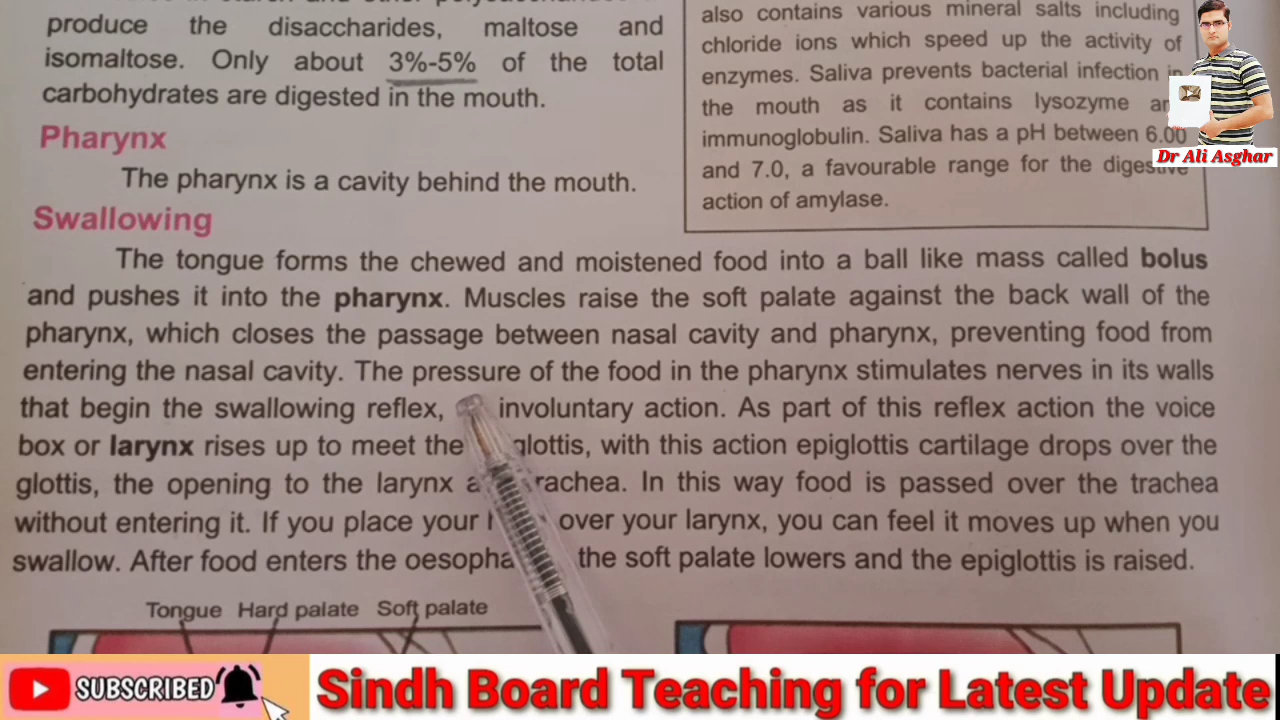 produce the disaccharides, maltose and
isomaltose. Only about 3%-5% of the total
carbohydrates are digested in the mouth.
Pharynx
The pharynx is a cavity behind the mouth.
also contains various mineral salts including
chloride ions which speed up the activity of
enzymes. Saliva prevents bacterial infection
the mouth as it contains lysozyme
immunoglobulin. Saliva has a pH between 6.00
and 7.0, a favourable range for the digestive
action of amylase.
Dr Ali Asghar
Swallowing
The tongue forms the chewed and moistened food into a ball like mass called bolus
and pushes it into the pharynx. Muscles raise the soft palate against the back wall of the
pharynx, which closes the passage between nasal cavity and pharynx, preventing food from
entering the nasal cavity. The pressure of the food in the pharynx stimulates nerves in its walls
that begin the swallowing reflex, involuntary action. As part of this reflex action the voice
box or larynx rises up to meet the glottis, with this action epiglottis cartilage drops over the
glottis, the opening to the larynx rachea. In this way food is passed over the trachea
without entering it. If you place your over your larynx, you can feel it moves up when you
swallow. After food enters the oesopha the soft palate lowers and the epiglottis is raised.
Tongue Hard palate Soft palate
SUBSCRIBED
Sindh Board Teaching for Latest Update